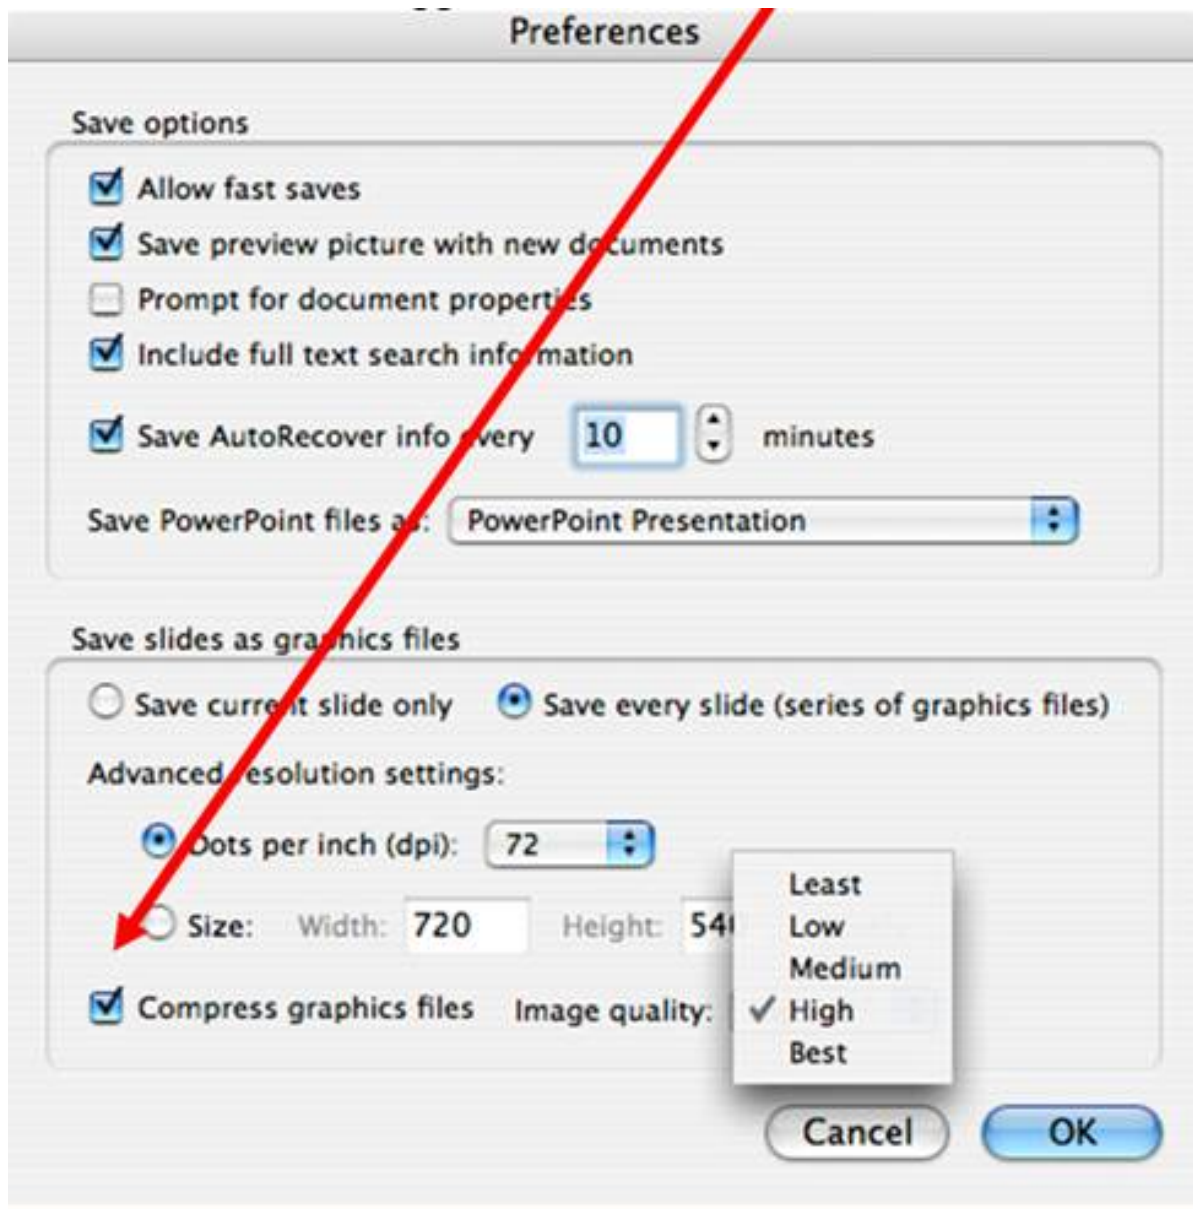 Preferences
Save options
Allow fast saves
Save preview picture with new documents
Prompt for document properties
Include full text search information
Save AutoRecover info every 10 minutes
Save PowerPoint files as: PowerPoint Presentation
Save slides as graphics files
Save current slide only Save every slide (series of graphics files)
Advanced resolution settings:
Dots per inch (dpi): 72
Least
Size: Width: 720 Height: 54
Low
Medium
Compress graphics files Image quality: High
Best
Cancel OK